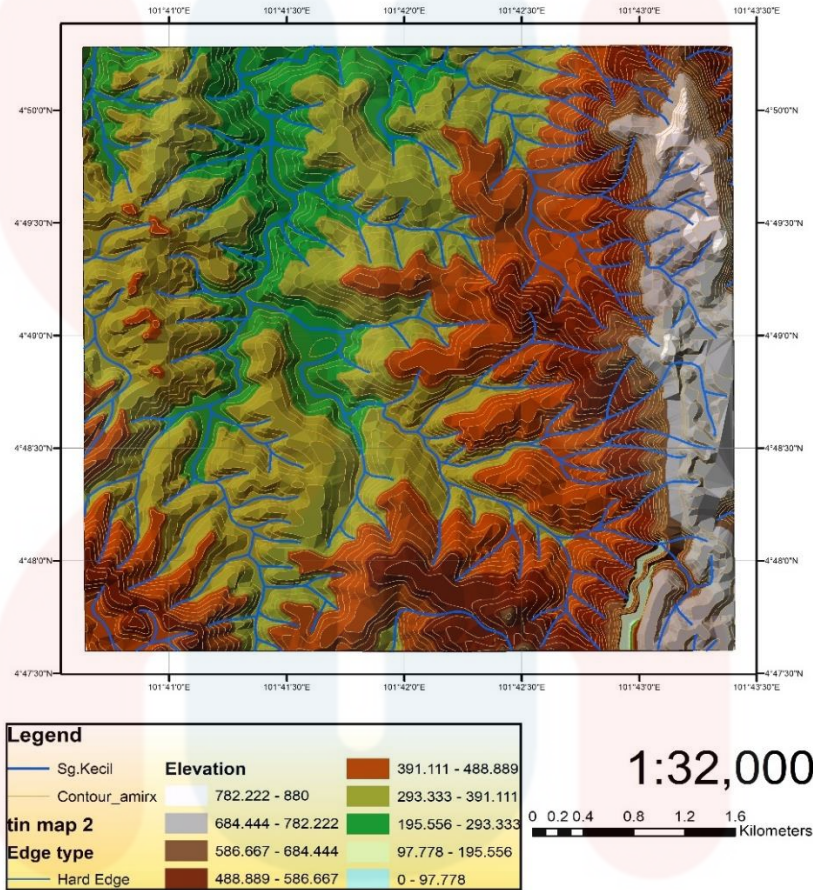 101°41'0"E 101°41'30"E 101°42'0"E 101°42'30"E 101°43'0"E 101°43'30"E
4°50'0"N 4°50'0"N
4°49'30"N 4°49'30"N
4°49'0"N 4°49'0"N
4°48'30"N 4°48'30"N
4°48'0"N 4°48'0"N
4°47'30"N 4°47'30"N
101°41'0"E 101°41'30"E 101°42'0"E 101°42'30"E 101°43'0"E 101°43'30"E
Legend
Sg.Kecil
Contour_amirx
tin map 2
Edge type
Hard Edge
Elevation
782.222 - 880
684.444 - 782.222
586.667 - 684.444
488.889 - 586.667
391.111 - 488.889
293.333 - 391.111
195.556 - 293.333
97.778 - 195.556
0 - 97.778
1:32,000
0 0.2 0.4 0.8 1.2 1.6
Kilometers